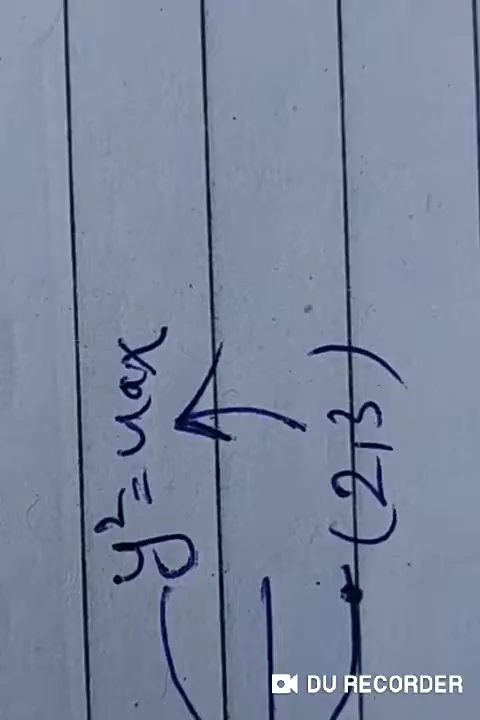 y² = 4ax
(2,3)
DU RECORDER